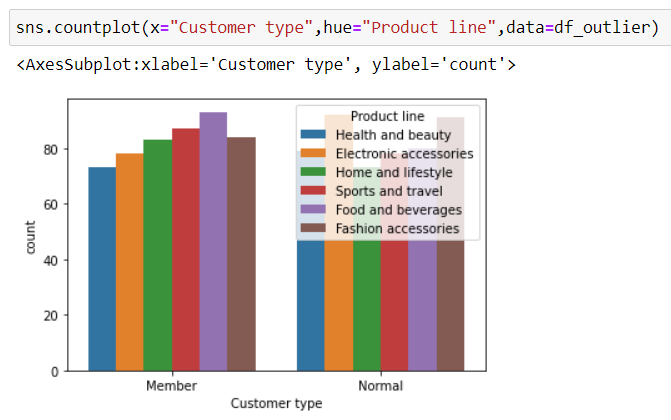 sns.countplot(x="Customer type",hue="Product line",data=df_outlier)
<AxesSubplot:xlabel='Customer type', ylabel='count'>
Product line
Health and beauty
Electronic accessories
Home and lifestyle
Sports and travel
Food and beverages
Fashion accessories
80
60
40
20
0
count
Member
Normal
Customer type